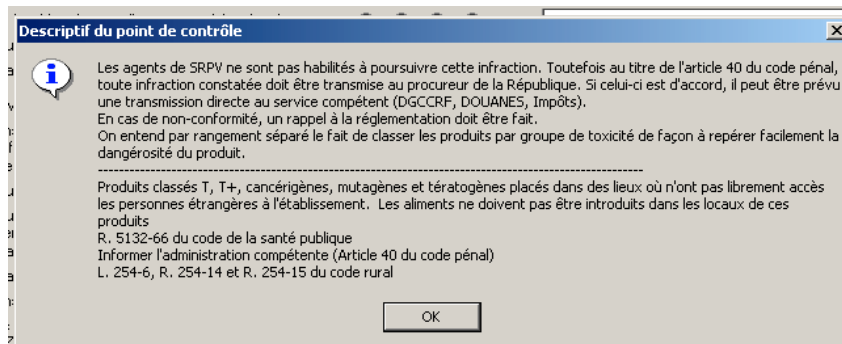 Descriptif du point de contrôle
Les agents de SRPV ne sont pas habilités à poursuivre cette infraction. Toutefois au titre de l'article 40 du code pénal,
toute infraction constatée doit être transmise au procureur de la République. Si celui-ci est d'accord, il peut être prévu
une transmission directe au service compétent (DGCCRF, DOUANES, Impôts).
En cas de non-conformité, un rappel à la réglementation doit être fait.
On entend par rangement séparé le fait de classer les produits par groupe de toxicité de façon à repérer facilement la
dangérosité du produit.
--------------------------------------------------------------------------------------------------------------
Produits classés T, T+, cancérigènes, mutagènes et tératogènes placés dans des lieux où n'ont pas librement accès
les personnes étrangères à l'établissement. Les aliments ne doivent pas être introduits dans les locaux de ces
produits
R. 5132-66 du code de la santé publique
Informer l'administration compétente (Article 40 du code pénal)
L. 254-6, R. 254-14 et R. 254-15 du code rural
OK